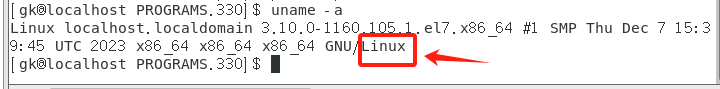 [gk@localhost PROGRAMS.330]$ uname -a
Linux localhost.localdomain 3.10.0-1160.105.1.el7.x86_64 #1 SMP Thu Dec 7 15:3
9:45 UTC 2023 x86_64 x86_64 x86_64 GNU/Linux
[gk@localhost PROGRAMS.330]$